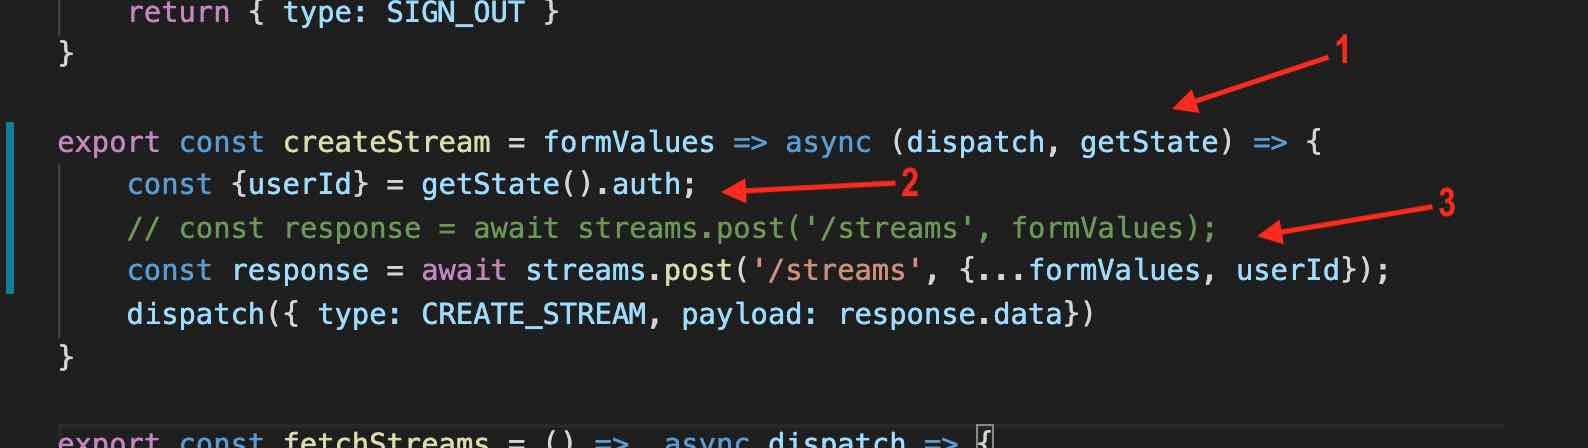 return { type: SIGN_OUT }
}
1
export const createStream = formValues => async (dispatch, getState) => {
const {userId} = getState().auth; 2
// const response = await streams.post('/streams', formValues); 3
const response = await streams.post('/streams', {...formValues, userId});
dispatch({ type: CREATE_STREAM, payload: response.data})
}
export const fetchStreams = () => async dispatch => {